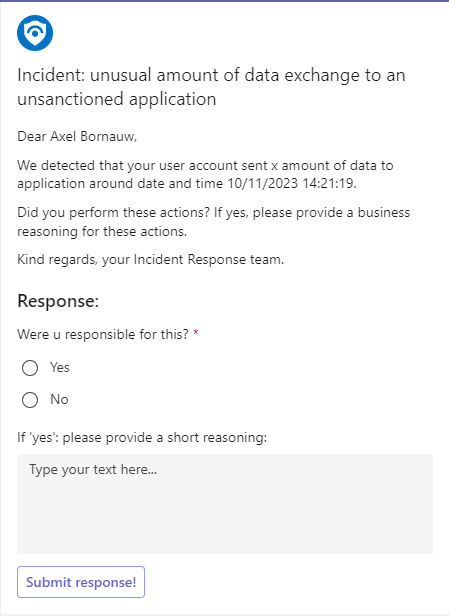 Incident: unusual amount of data exchange to an
unsanctioned application
Dear Axel Bornauw,
We detected that your user account sent x amount of data to
application around date and time 10/11/2023 14:21:19.
Did you perform these actions? If yes, please provide a business
reasoning for these actions.
Kind regards, your Incident Response team.
Response:
Were u responsible for this? *
Yes
No
If 'yes': please provide a short reasoning:
Type your text here...
Submit response!